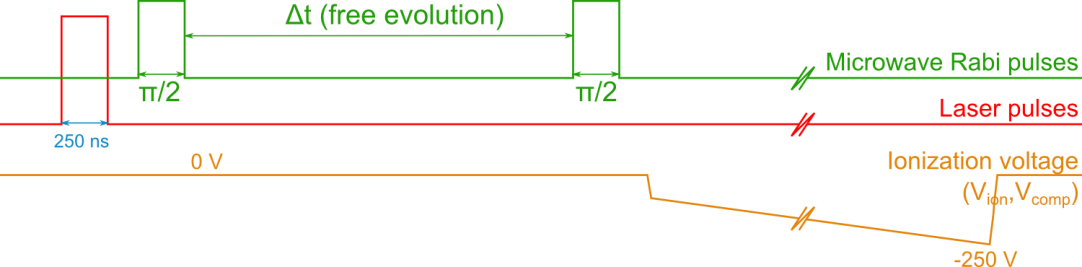 Δt (free evolution)
Microwave Rabi pulses
π/2
π/2
Laser pulses
250 ns
0 V
Ionization voltage
(Vion,Vcomp)
-250 V